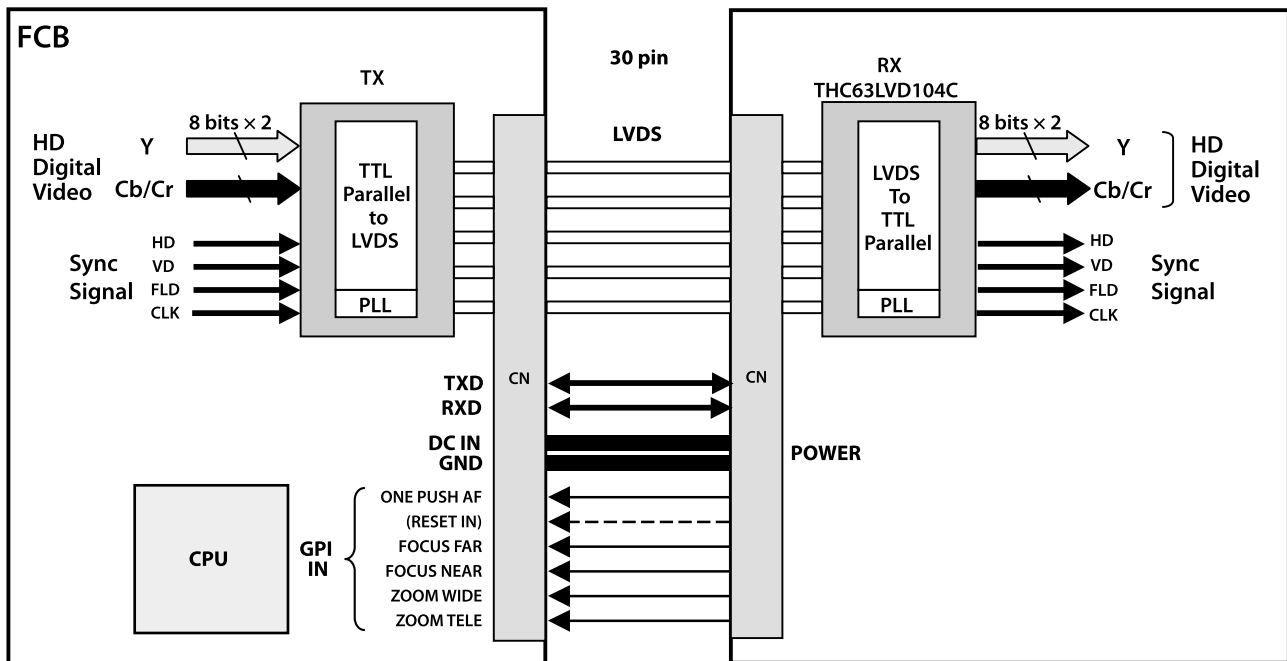 FCB
30 pin
TX
RX
THC63LVD104C
LVDS
8 bits × 2
HD
Digital
Video
Y
Cb/Cr
TTL
Parallel
to
LVDS
PLL
Sync
Signal
HD
VD
FLD
CLK
LVDS
To
TTL
Parallel
PLL
8 bits × 2
Y
Cb/Cr
HD
Digital
Video
HD
VD
FLD
CLK
Sync
Signal
CN
CN
TXD
RXD
DC IN
GND
POWER
CPU
GPI
IN
ONE PUSH AF
(RESET IN)
FOCUS FAR
FOCUS NEAR
ZOOM WIDE
ZOOM TELE